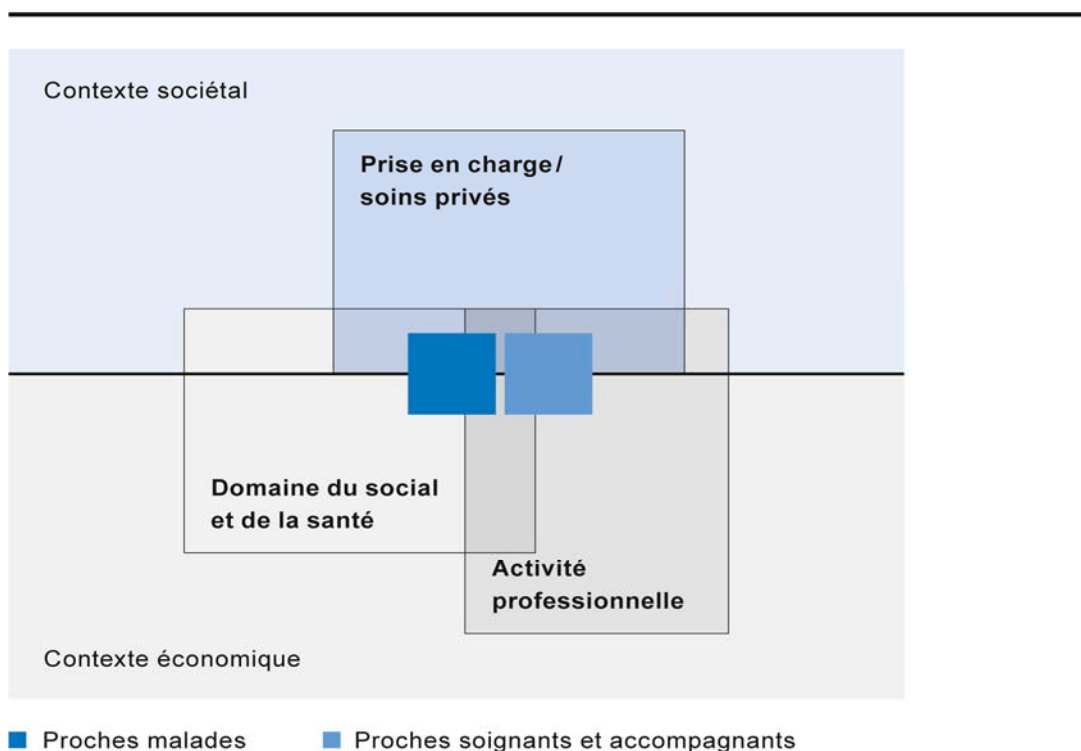 Contexte sociétal
Prise en charge/
soins privés
Domaine du social
et de la santé
Activité
professionnelle
Contexte économique
Proches malades
Proches soignants et accompagnants